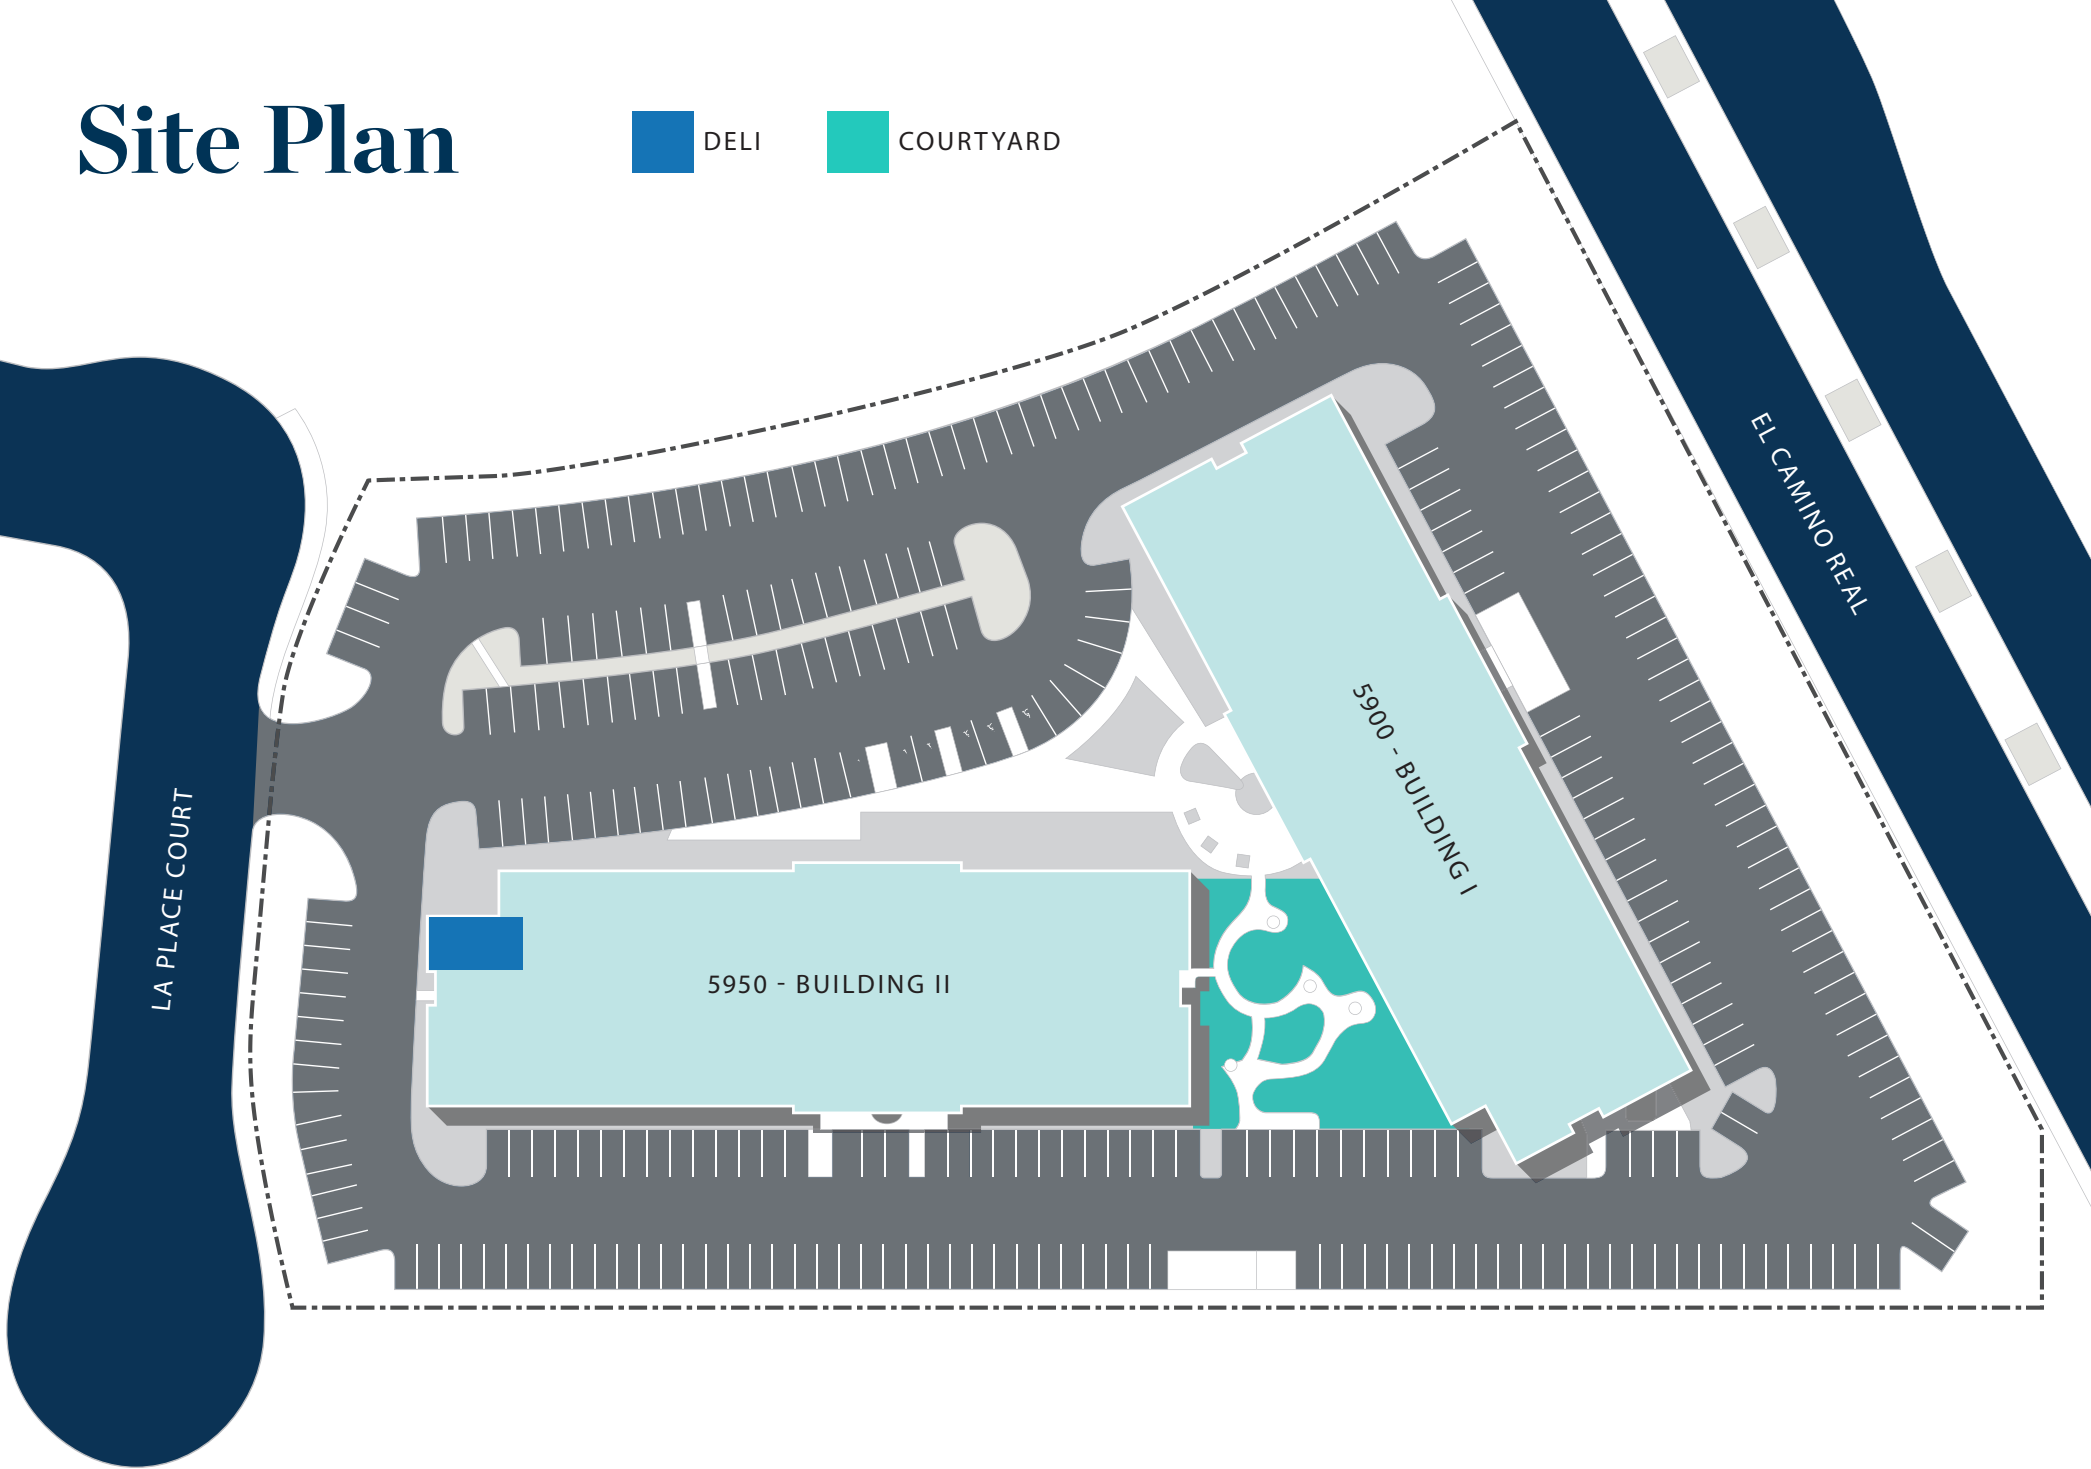 Site Plan
DELI
COURTYARD
EL CAMINO REAL
5900 - BUILDING I
LA PLACE COURT
5950 - BUILDING II